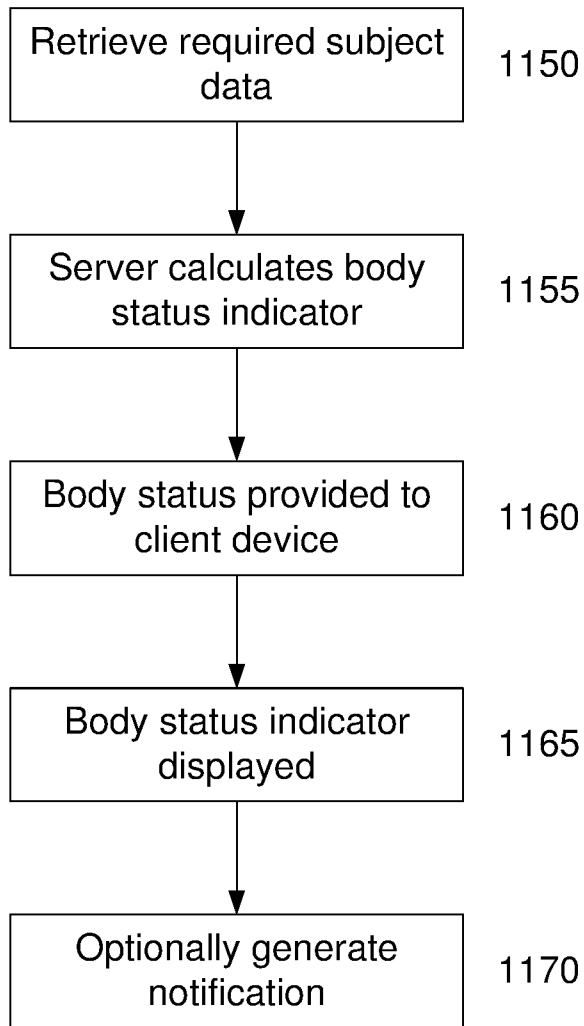 Retrieve required subject
data
1150
Server calculates body
status indicator
1155
Body status provided to
client device
1160
Body status indicator
displayed
1165
Optionally generate
notification
1170